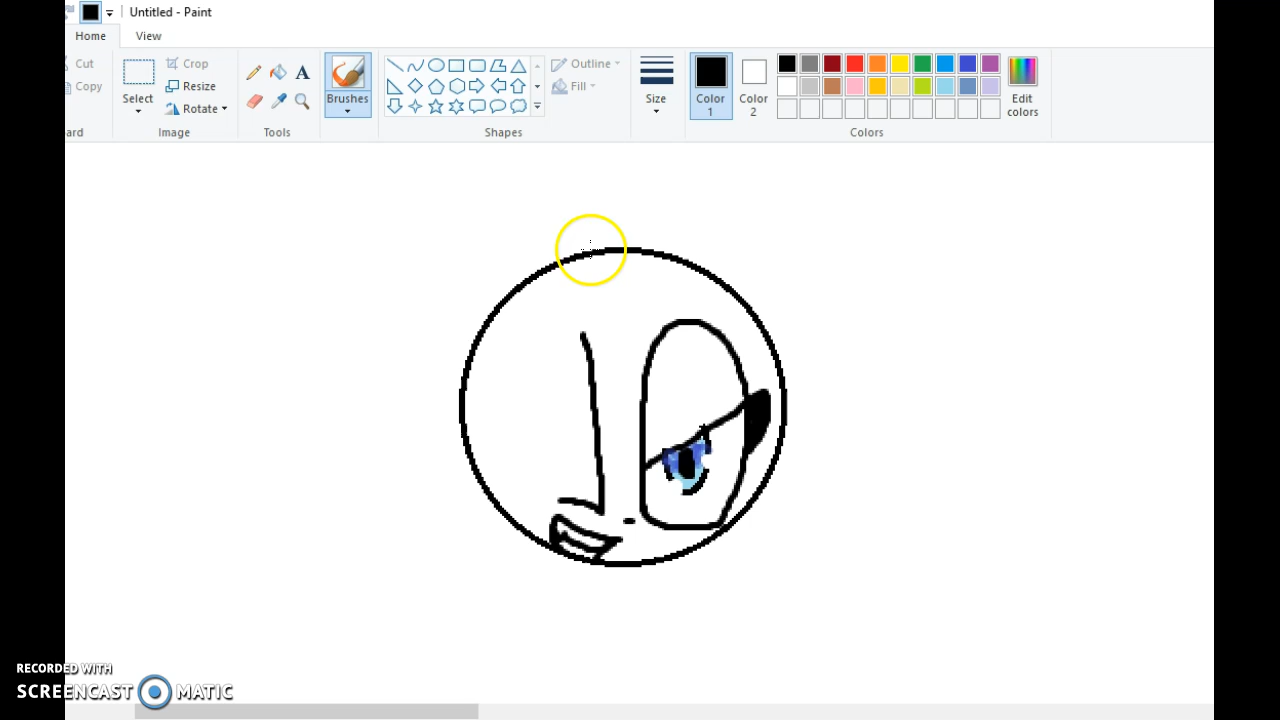 Untitled - Paint
Home View
Cut
Copy
Select
Crop
Resize
Rotate
Image
A
Tools
Brushes
Shapes
Outline
Fill
Size
Color 1
Color 2
Edit colors
ard
Colors
RECORDED WITH
SCREENCAST MATIC